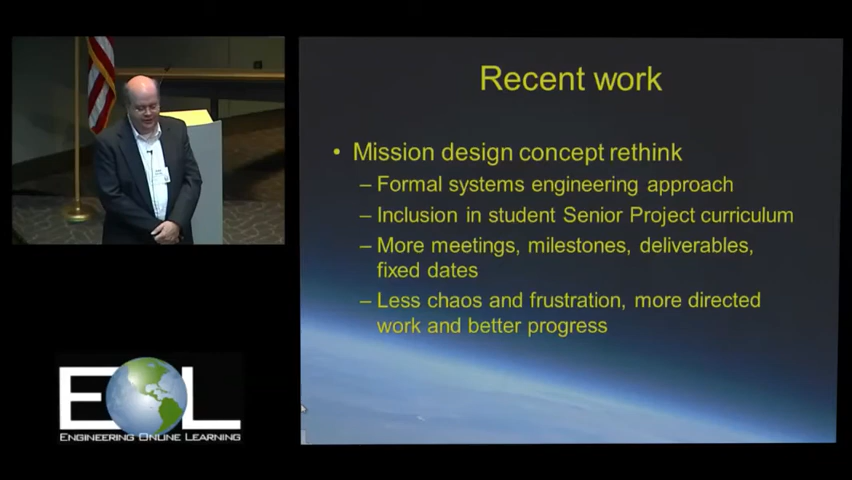 Recent work
• Mission design concept rethink
– Formal systems engineering approach
– Inclusion in student Senior Project curriculum
– More meetings, milestones, deliverables,
fixed dates
– Less chaos and frustration, more directed
work and better progress
EOL
ENGINEERING ONLINE LEARNING